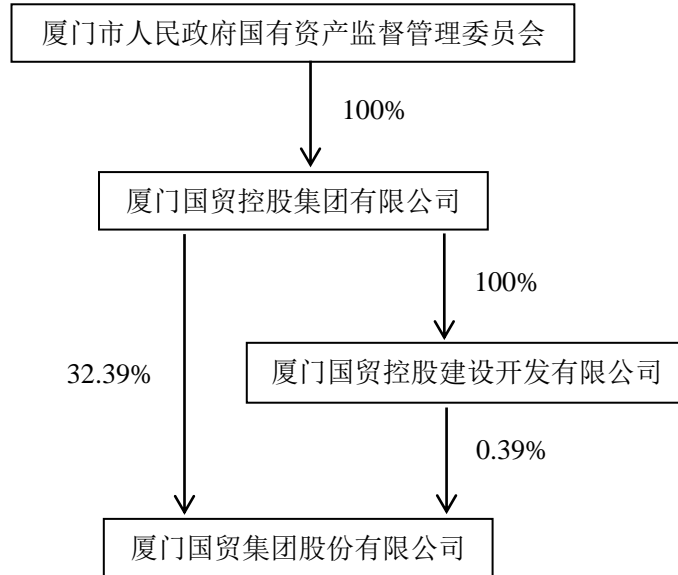 厦门市人民政府国有资产监督管理委员会
100%
厦门国贸控股集团有限公司
100%
32.39%
厦门国贸控股建设开发有限公司
0.39%
厦门国贸集团股份有限公司